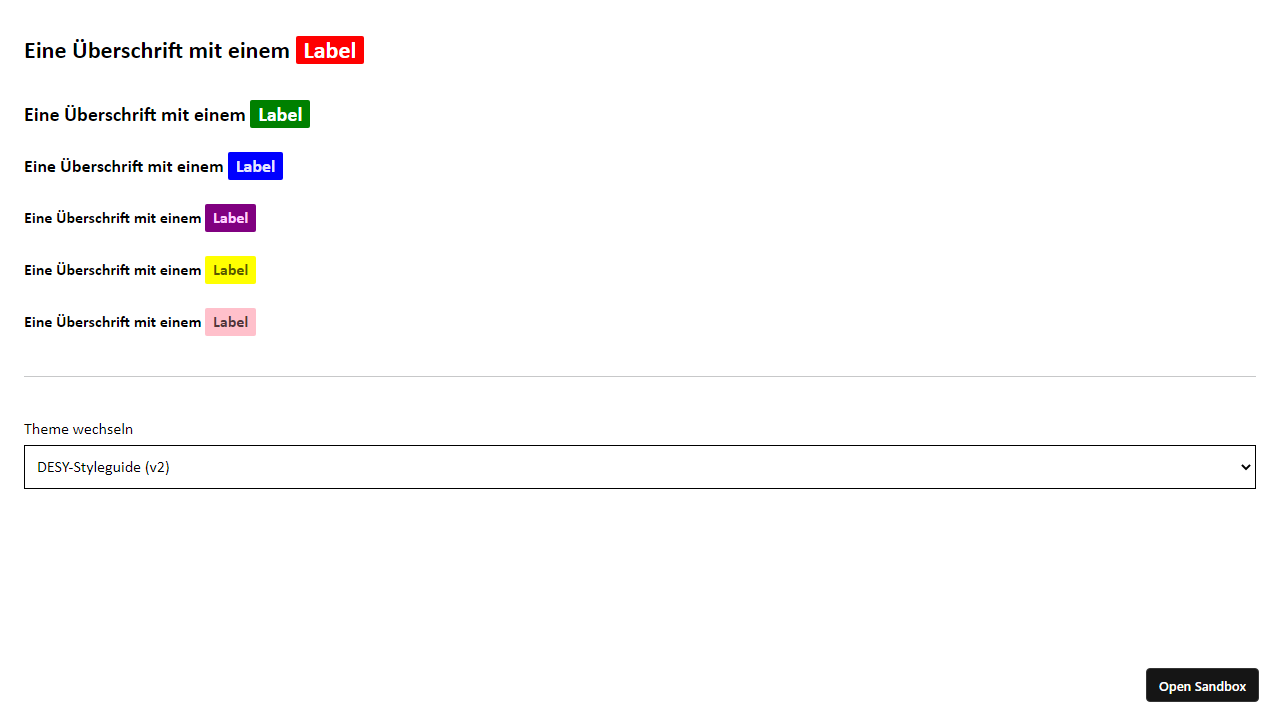 Eine Überschrift mit einem Label
Eine Überschrift mit einem Label
Eine Überschrift mit einem Label
Eine Überschrift mit einem Label
Eine Überschrift mit einem Label
Eine Überschrift mit einem Label
Theme wechseln
DESY-Styleguide (v2)
Open Sandbox